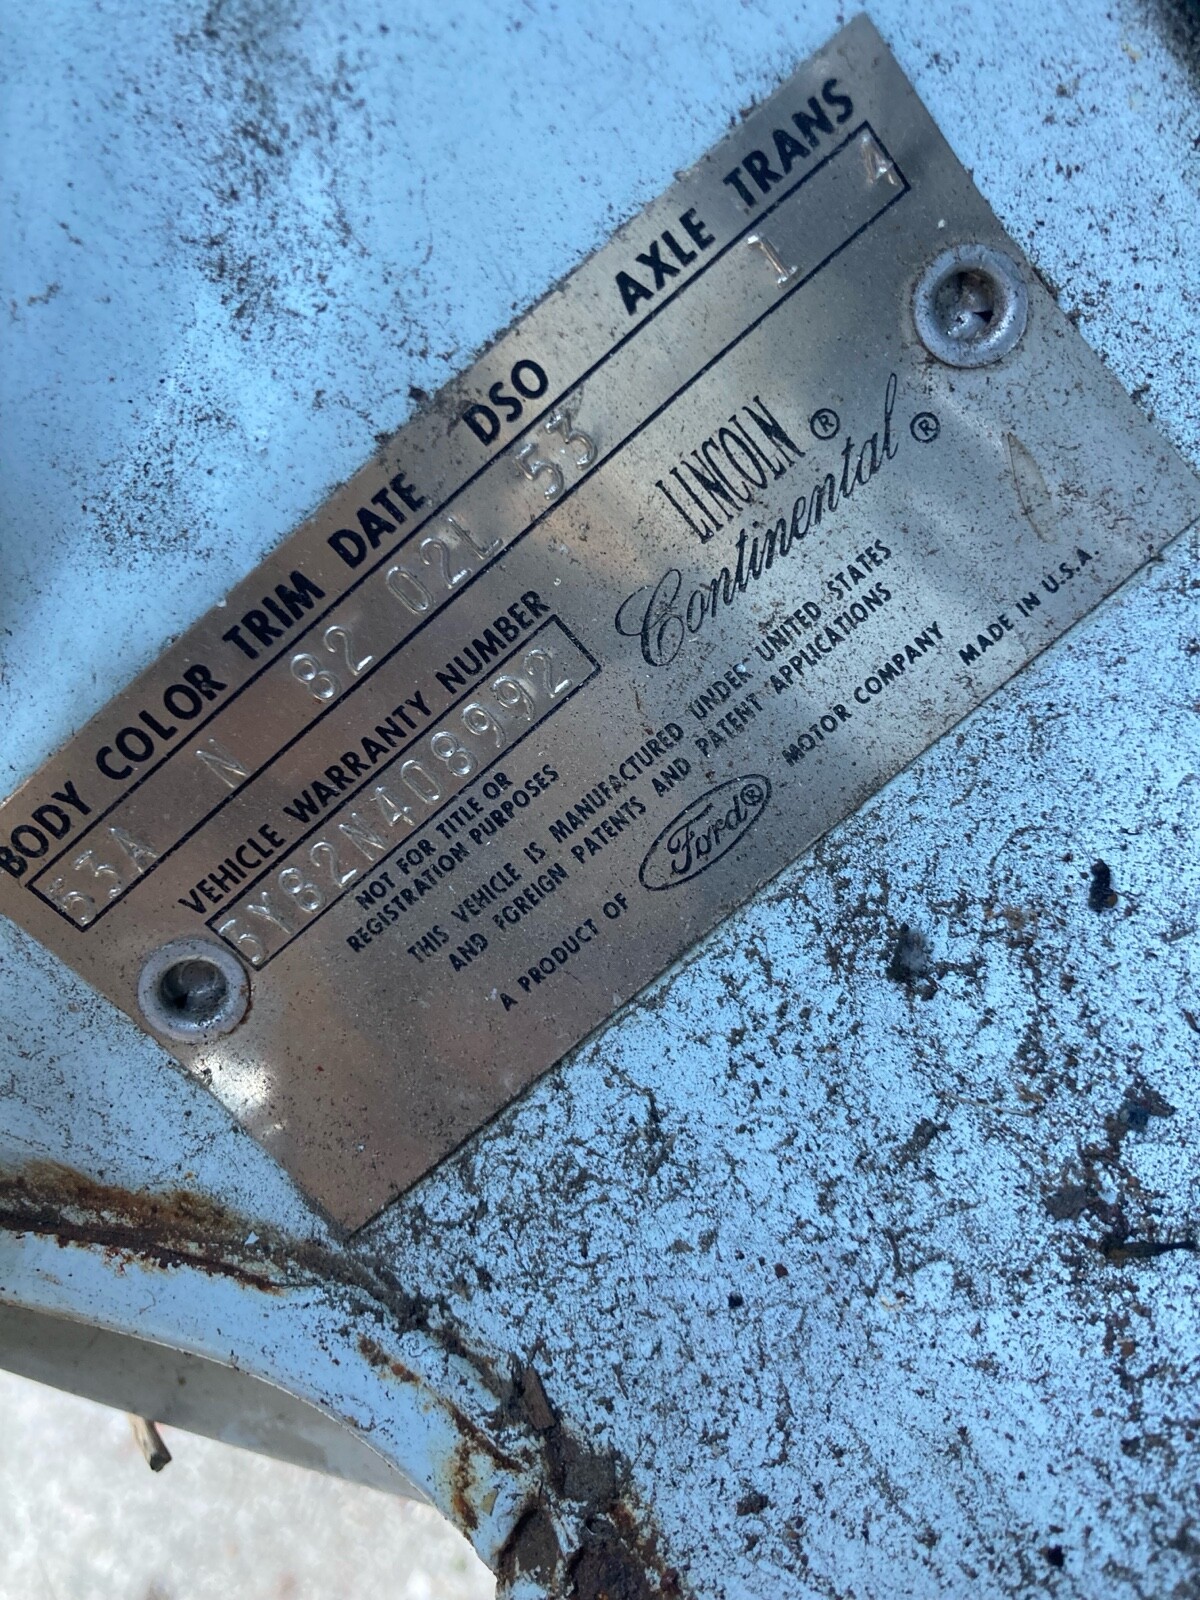 BODY COLOR TRIM DATE DSO AXLE TRANS
53A N 82 02L 53 1 4
VEHICLE WARRANTY NUMBER
3Y82N408992
NOT FOR TITLE OR
REGISTRATION PURPOSES
LINCOLN ®
Continental ®
THIS VEHICLE IS MANUFACTURED UNDER UNITED STATES
AND FOREIGN PATENTS AND PATENT APPLICATIONS
A PRODUCT OF Ford® MOTOR COMPANY MADE IN U.S.A.